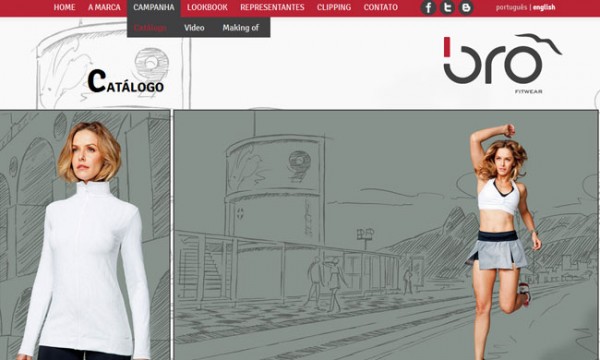 HOME A MARCA CAMPANHA LOOKBOOK REPRESENTANTES CLIPPING CONTATO português | english
Catálogo Video Making of
bro
FITWEAR
CATÁLOGO